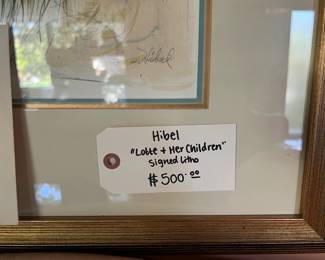 Hibel
Hibel
"Lotte + Her Children"
signed Litho
$500.00